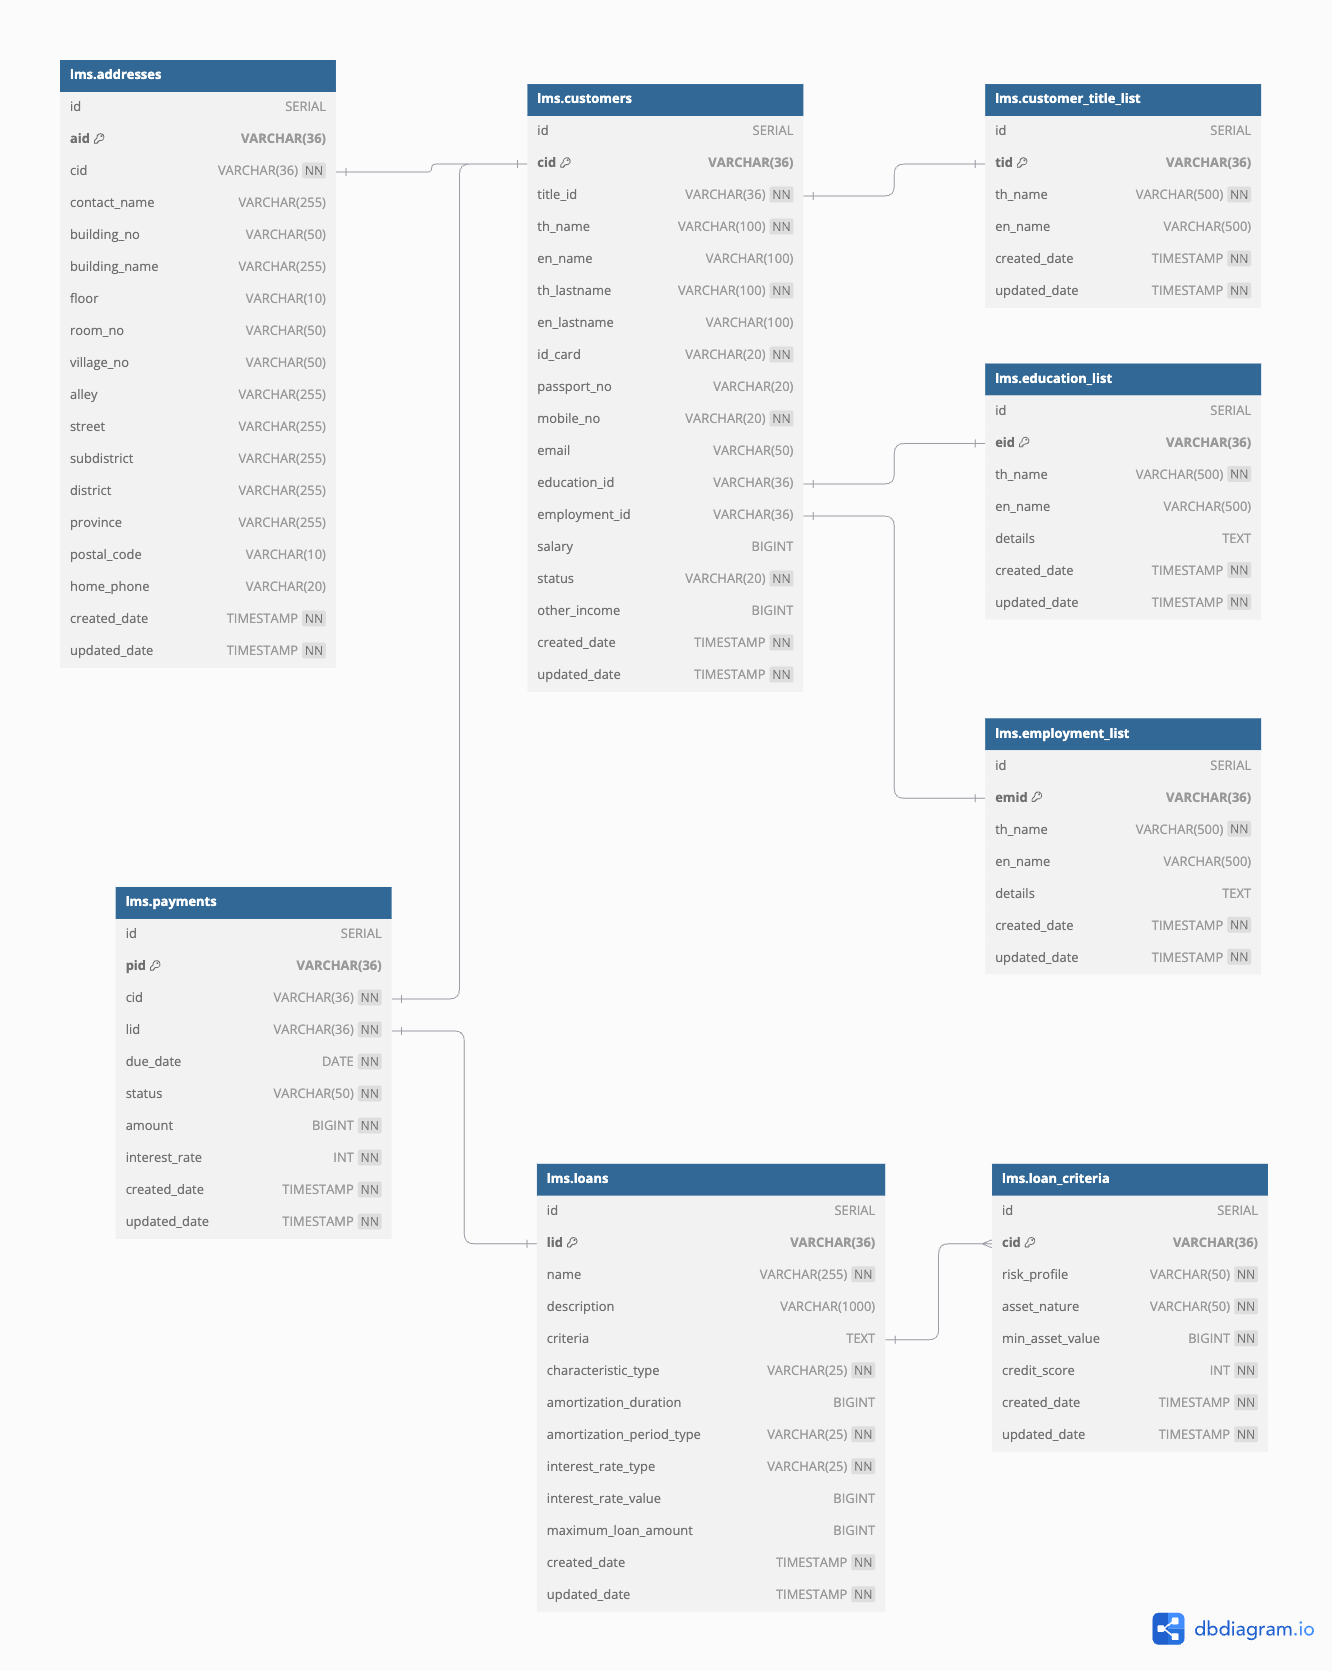 lms.addresses
id SERIAL
aid VARCHAR(36)
cid VARCHAR(36) NN
contact_name VARCHAR(255)
building_no VARCHAR(50)
building_name VARCHAR(255)
floor VARCHAR(10)
room_no VARCHAR(50)
village_no VARCHAR(50)
alley VARCHAR(255)
street VARCHAR(255)
subdistrict VARCHAR(255)
district VARCHAR(255)
province VARCHAR(255)
postal_code VARCHAR(10)
home_phone VARCHAR(20)
created_date TIMESTAMP NN
updated_date TIMESTAMP NN
lms.customers
id SERIAL
cid VARCHAR(36)
title_id VARCHAR(36) NN
th_name VARCHAR(100) NN
en_name VARCHAR(100)
th_lastname VARCHAR(100) NN
en_lastname VARCHAR(100)
id_card VARCHAR(20) NN
passport_no VARCHAR(20)
mobile_no VARCHAR(20) NN
email VARCHAR(50)
education_id VARCHAR(36)
employment_id VARCHAR(36)
salary BIGINT
status VARCHAR(20) NN
other_income BIGINT
created_date TIMESTAMP NN
updated_date TIMESTAMP NN
lms.customer_title_list
id SERIAL
tid VARCHAR(36)
th_name VARCHAR(500) NN
en_name VARCHAR(500)
created_date TIMESTAMP NN
updated_date TIMESTAMP NN
lms.education_list
id SERIAL
eid VARCHAR(36)
th_name VARCHAR(500) NN
en_name VARCHAR(500)
details TEXT
created_date TIMESTAMP NN
updated_date TIMESTAMP NN
lms.employment_list
id SERIAL
emid VARCHAR(36)
th_name VARCHAR(500) NN
en_name VARCHAR(500)
details TEXT
created_date TIMESTAMP NN
updated_date TIMESTAMP NN
lms.payments
id SERIAL
pid VARCHAR(36)
cid VARCHAR(36) NN
lid VARCHAR(36) NN
due_date DATE NN
status VARCHAR(50) NN
amount BIGINT NN
interest_rate INT NN
created_date TIMESTAMP NN
updated_date TIMESTAMP NN
lms.loans
id SERIAL
lid VARCHAR(36)
name VARCHAR(255) NN
description VARCHAR(1000)
criteria TEXT
characteristic_type VARCHAR(25) NN
amortization_duration BIGINT
amortization_period_type VARCHAR(25) NN
interest_rate_type VARCHAR(25) NN
interest_rate_value BIGINT
maximum_loan_amount BIGINT
created_date TIMESTAMP NN
updated_date TIMESTAMP NN
lms.loan_criteria
id SERIAL
cid VARCHAR(36)
risk_profile VARCHAR(50) NN
asset_nature VARCHAR(50) NN
min_asset_value BIGINT NN
credit_score INT NN
created_date TIMESTAMP NN
updated_date TIMESTAMP NN
dbdiagram.io